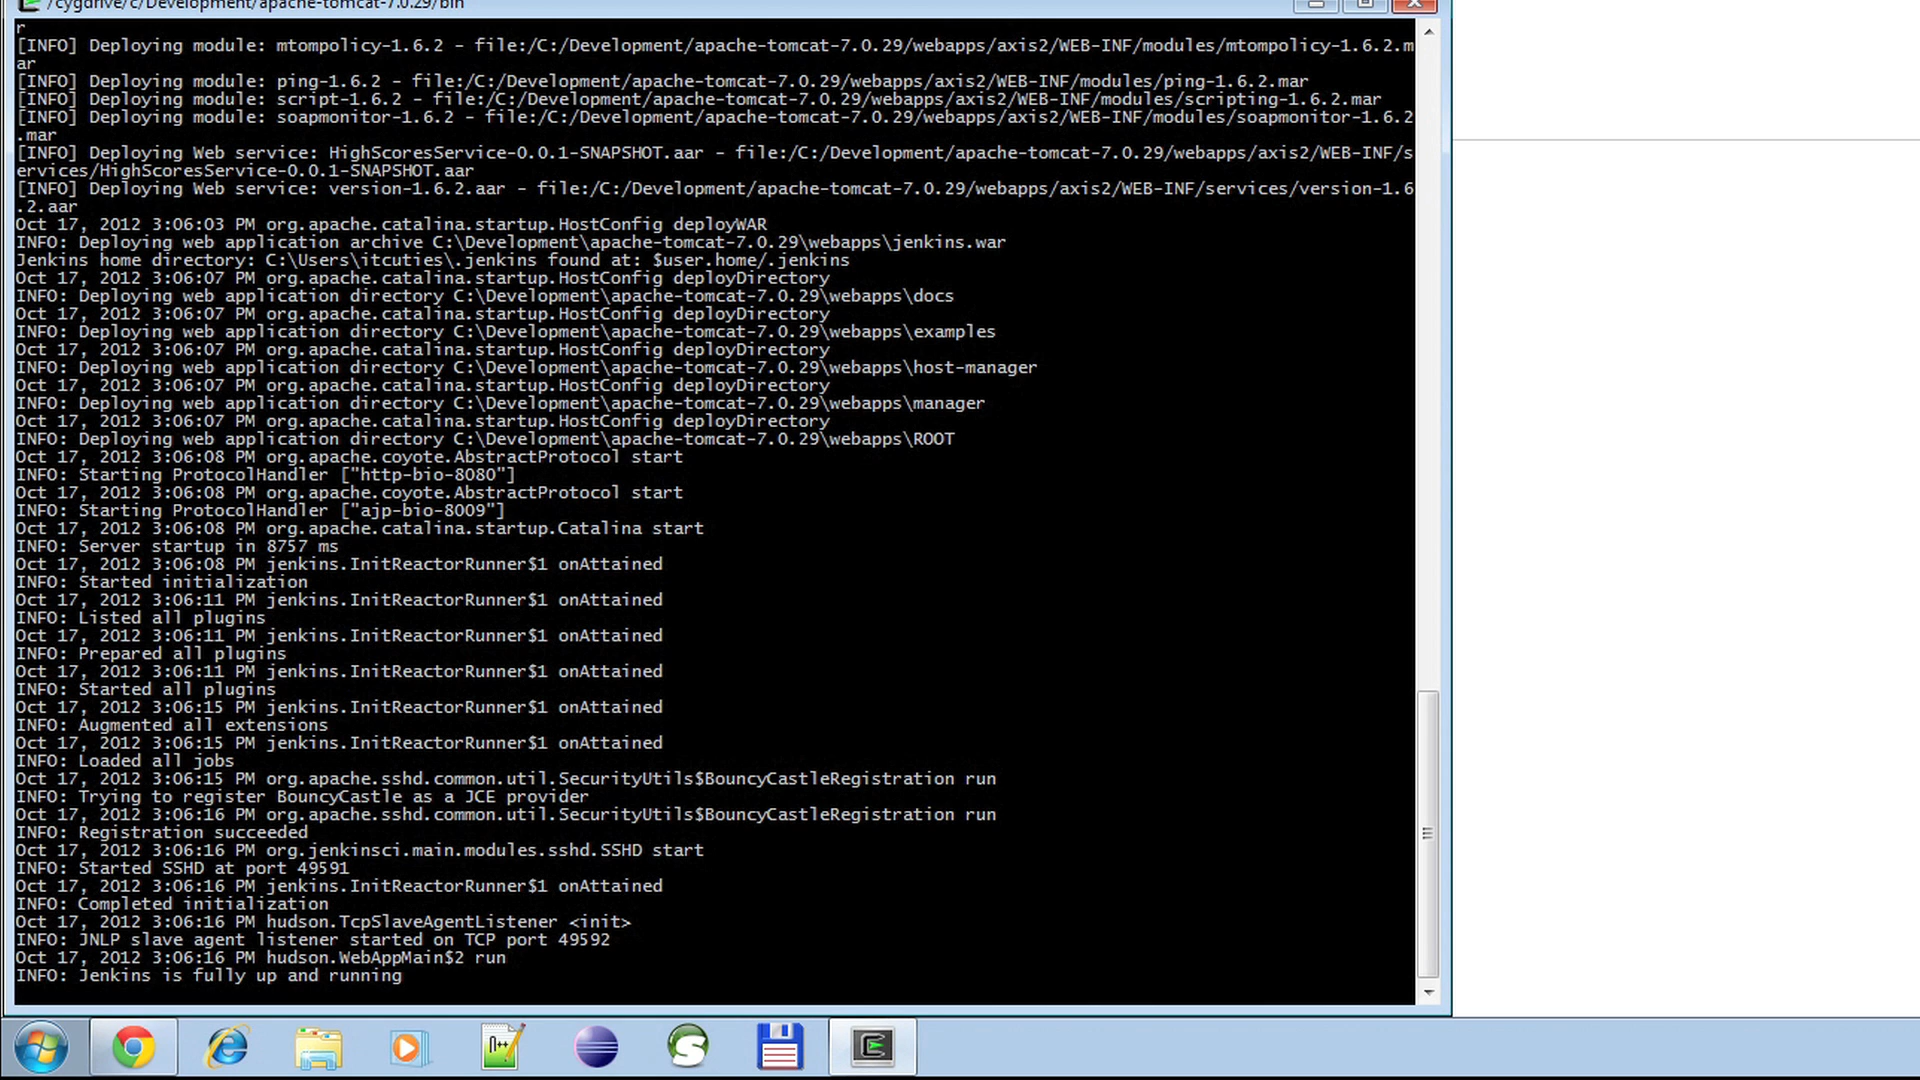 /cygdrive/c/Development/apache-tomcat-7.0.29/bin
r
[INFO] Deploying module: mtompolicy-1.6.2 - file:/C:/Development/apache-tomcat-7.0.29/webapps/axis2/WEB-INF/modules/mtompolicy-1.6.2.m
ar
[INFO] Deploying module: ping-1.6.2 - file:/C:/Development/apache-tomcat-7.0.29/webapps/axis2/WEB-INF/modules/ping-1.6.2.mar
[INFO] Deploying module: script-1.6.2 - file:/C:/Development/apache-tomcat-7.0.29/webapps/axis2/WEB-INF/modules/scripting-1.6.2.mar
[INFO] Deploying module: soapmonitor-1.6.2 - file:/C:/Development/apache-tomcat-7.0.29/webapps/axis2/WEB-INF/modules/soapmonitor-1.6.2
.mar
[INFO] Deploying Web service: HighScoresService-0.0.1-SNAPSHOT.aar - file:/C:/Development/apache-tomcat-7.0.29/webapps/axis2/WEB-INF/s
ervices/HighScoresService-0.0.1-SNAPSHOT.aar
[INFO] Deploying Web service: version-1.6.2.aar - file:/C:/Development/apache-tomcat-7.0.29/webapps/axis2/WEB-INF/services/version-1.6
.2.aar
Oct 17, 2012 3:06:03 PM org.apache.catalina.startup.HostConfig deployWAR
INFO: Deploying web application archive C:\Development\apache-tomcat-7.0.29\webapps\jenkins.war
Jenkins home directory: C:\Users\itcuties\.jenkins found at: $user.home/.jenkins
Oct 17, 2012 3:06:07 PM org.apache.catalina.startup.HostConfig deployDirectory
INFO: Deploying web application directory C:\Development\apache-tomcat-7.0.29\webapps\docs
Oct 17, 2012 3:06:07 PM org.apache.catalina.startup.HostConfig deployDirectory
INFO: Deploying web application directory C:\Development\apache-tomcat-7.0.29\webapps\examples
Oct 17, 2012 3:06:07 PM org.apache.catalina.startup.HostConfig deployDirectory
INFO: Deploying web application directory C:\Development\apache-tomcat-7.0.29\webapps\host-manager
Oct 17, 2012 3:06:07 PM org.apache.catalina.startup.HostConfig deployDirectory
INFO: Deploying web application directory C:\Development\apache-tomcat-7.0.29\webapps\manager
Oct 17, 2012 3:06:07 PM org.apache.catalina.startup.HostConfig deployDirectory
INFO: Deploying web application directory C:\Development\apache-tomcat-7.0.29\webapps\ROOT
Oct 17, 2012 3:06:08 PM org.apache.coyote.AbstractProtocol start
INFO: Starting ProtocolHandler ["http-bio-8080"]
Oct 17, 2012 3:06:08 PM org.apache.coyote.AbstractProtocol start
INFO: Starting ProtocolHandler ["ajp-bio-8009"]
Oct 17, 2012 3:06:08 PM org.apache.catalina.startup.Catalina start
INFO: Server startup in 8757 ms
Oct 17, 2012 3:06:08 PM jenkins.InitReactorRunner$1 onAttained
INFO: Started initialization
Oct 17, 2012 3:06:11 PM jenkins.InitReactorRunner$1 onAttained
INFO: Listed all plugins
Oct 17, 2012 3:06:11 PM jenkins.InitReactorRunner$1 onAttained
INFO: Prepared all plugins
Oct 17, 2012 3:06:11 PM jenkins.InitReactorRunner$1 onAttained
INFO: Started all plugins
Oct 17, 2012 3:06:15 PM jenkins.InitReactorRunner$1 onAttained
INFO: Augmented all extensions
Oct 17, 2012 3:06:15 PM jenkins.InitReactorRunner$1 onAttained
INFO: Loaded all jobs
Oct 17, 2012 3:06:15 PM org.apache.sshd.common.util.SecurityUtils$BouncyCastleRegistration run
INFO: Trying to register BouncyCastle as a JCE provider
Oct 17, 2012 3:06:16 PM org.apache.sshd.common.util.SecurityUtils$BouncyCastleRegistration run
INFO: Registration succeeded
Oct 17, 2012 3:06:16 PM org.jenkinsci.main.modules.sshd.SSHD start
INFO: Started SSHD at port 49591
Oct 17, 2012 3:06:16 PM jenkins.InitReactorRunner$1 onAttained
INFO: Completed initialization
Oct 17, 2012 3:06:16 PM hudson.TcpSlaveAgentListener <init>
INFO: JNLP slave agent listener started on TCP port 49592
Oct 17, 2012 3:06:16 PM hudson.WebAppMain$2 run
INFO: Jenkins is fully up and running